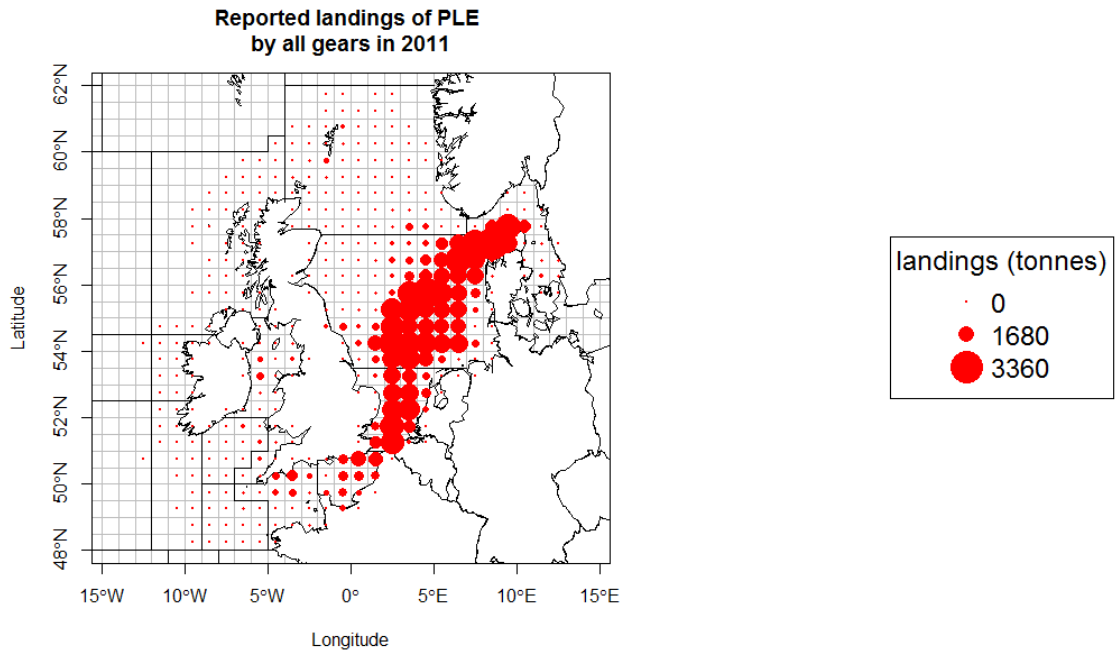 Reported landings of PLE
by all gears in 2011
62°N
60°N
58°N
56°N
54°N
52°N
50°N
48°N
Latitude
15°W
10°W
5°W
0°
5°E
10°E
15°E
Longitude
landings (tonnes)
0
1680
3360